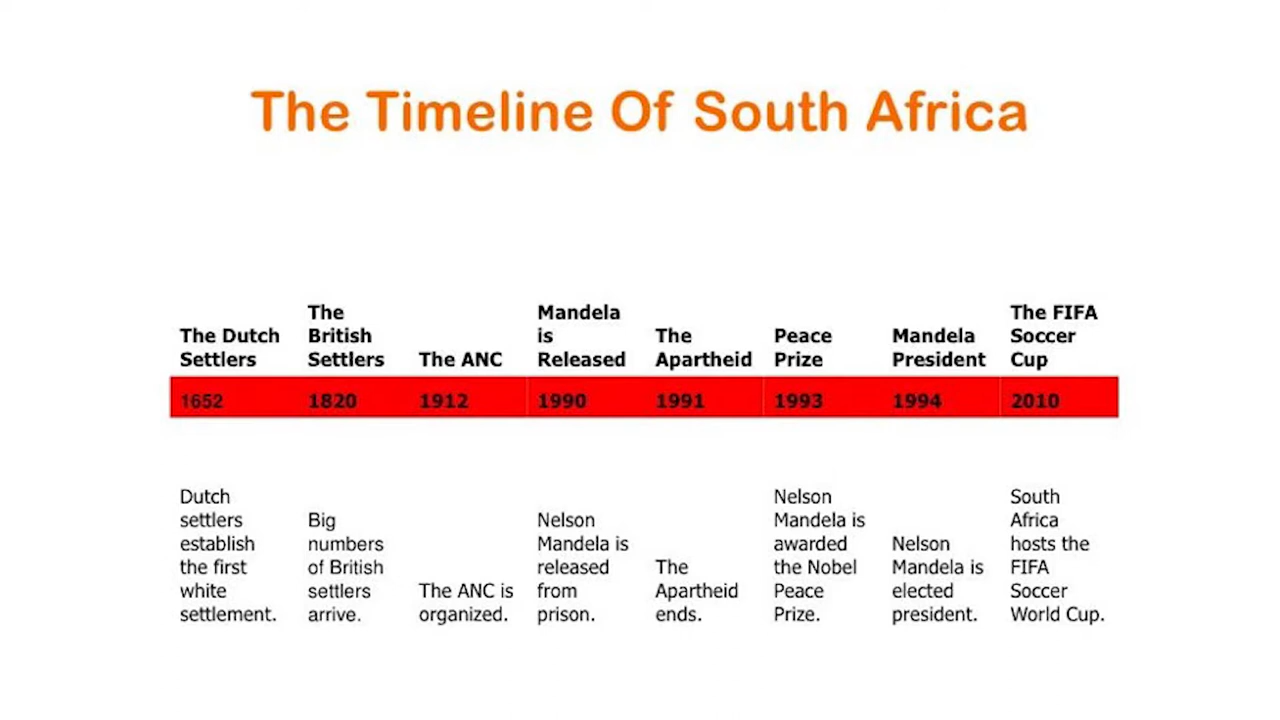 The Timeline Of South Africa
The Dutch
Settlers
The
British
Settlers
The ANC
Mandela
is
Released
The
Apartheid
Peace
Prize
Mandela
President
The FIFA
Soccer
Cup
1652 1820 1912 1990 1991 1993 1994 2010
Dutch
settlers
establish
the first
white
settlement.
Big
numbers
of British
settlers
arrive.
The ANC is
organized.
Nelson
Mandela is
released
from
prison.
The
Apartheid
ends.
Nelson
Mandela is
awarded
the Nobel
Peace
Prize.
Nelson
Mandela is
elected
president.
South
Africa
hosts the
FIFA
Soccer
World Cup.